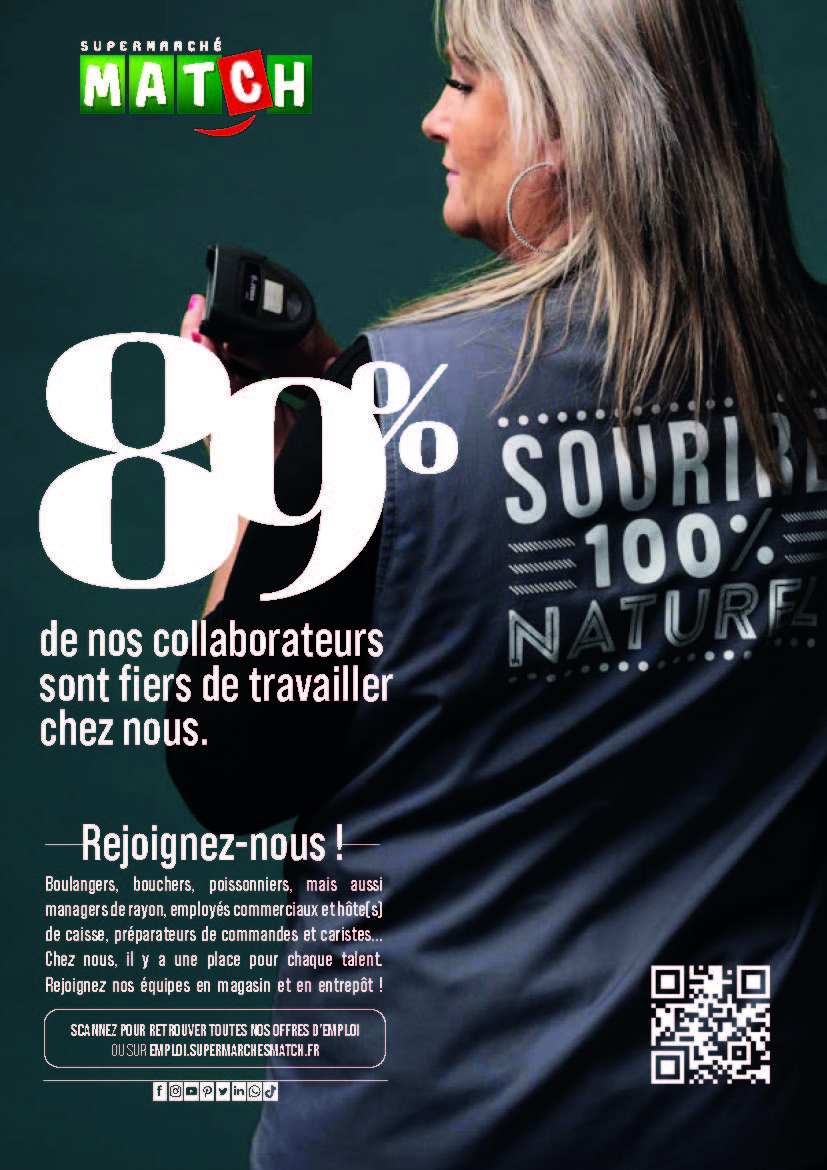 SUPERMARCHÉ
MATCH
89%
de nos collaborateurs
sont fiers de travailler
chez nous.
SOURIRE
100%
NATUREL
Rejoignez-nous !
Boulangers, bouchers, poissonniers, mais aussi
managers de rayon, employés commerciaux et hôte(s)
de caisse, préparateurs de commandes et caristes...
Chez nous, il y a une place pour chaque talent.
Rejoignez nos équipes en magasin et en entrepôt !
SCANNEZ POUR RETROUVER TOUTES NOS OFFRES D'EMPLOI
OU SUR EMPLOI.SUPERMARCHESMATCH.FR